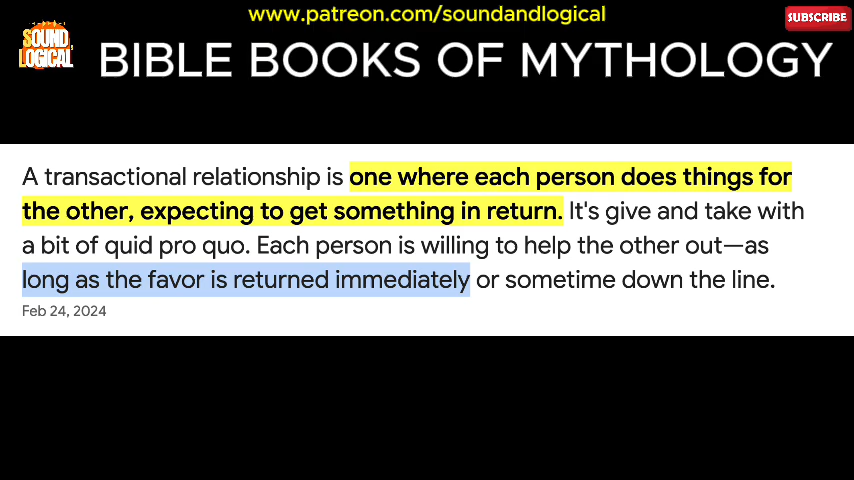 www.patreon.com/soundandlogical
SUBSCRIBE
SOUND
LOGICAL
BIBLE BOOKS OF MYTHOLOGY
A transactional relationship is one where each person does things for
the other, expecting to get something in return. It's give and take with
a bit of quid pro quo. Each person is willing to help the other out—as
long as the favor is returned immediately or sometime down the line.
Feb 24, 2024